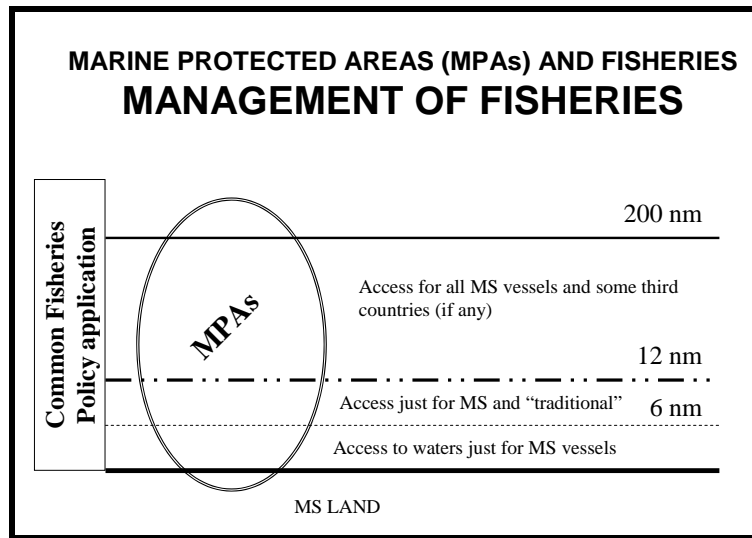 MARINE PROTECTED AREAS (MPAs) AND FISHERIES
MANAGEMENT OF FISHERIES
Common Fisheries
Policy application
MPAs
200 nm
Access for all MS vessels and some third
countries (if any)
12 nm
Access just for MS and “traditional”
6 nm
Access to waters just for MS vessels
MS LAND